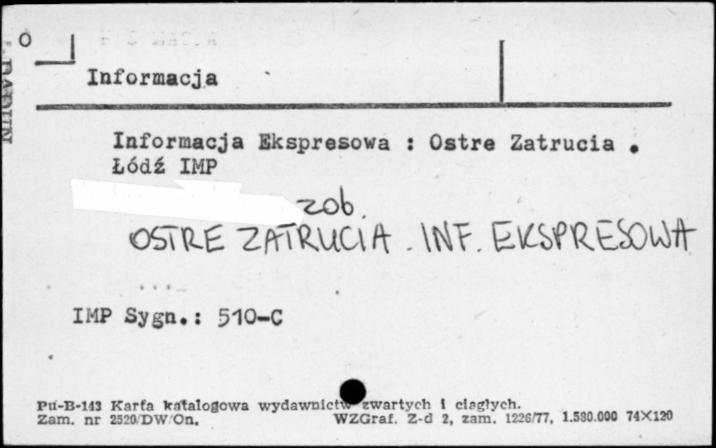 Informacja
Informacja Ekspresowa : Ostre Zatrucia .
Łódź IMP
zob.
OSTRE ZATRUCIA . INF. EKSPRESOWA
IMP Sygn.: 510-C
Pu-B-143 Karta katalogowa wydawnictw zwartych i ciągłych.
Zam. nr 2520/DW/On. WZGraf. Z-d 2, zam. 1226/77. 1.530.000 74X120